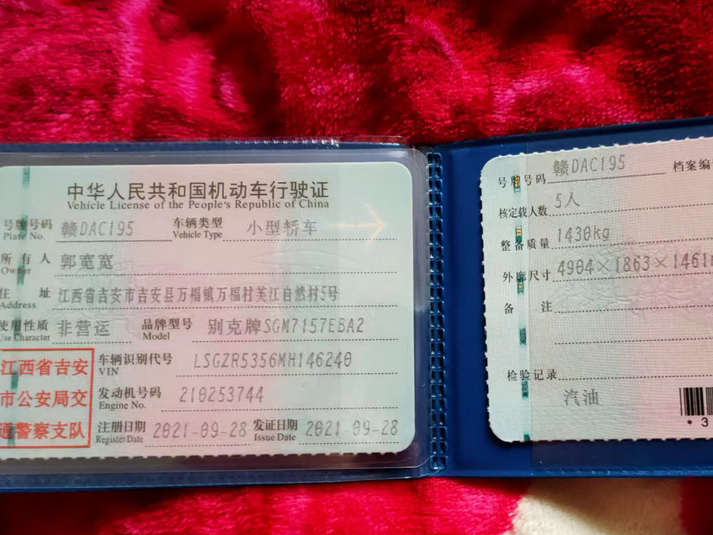 中华人民共和国机动车行驶证
Vehicle License of the People's Republic of China
号牌号码 赣DAC195 车辆类型 小型轿车
Plate No. Vehicle Type
所有人 郭宽宽
Owner
住 址 江西省吉安市吉安县万福镇万福村芙江自然村5号
Address
使用性质 非营运 品牌型号 别克牌SGM7157EBA2
Use Character Model
江西省吉安
市公安局交
通警察支队
车辆识别代号 LSGZR5356MH146240
VIN
发动机号码 210253744
Engine No.
注册日期 2021-09-28 发证日期 2021-09-28
Register Date Issue Date
号牌号码 赣DAC195 档案编
核定载人数 5人
整备质量 1430kg
外廓尺寸 4904×1863×1461
备 注
检验记录
汽油
*3